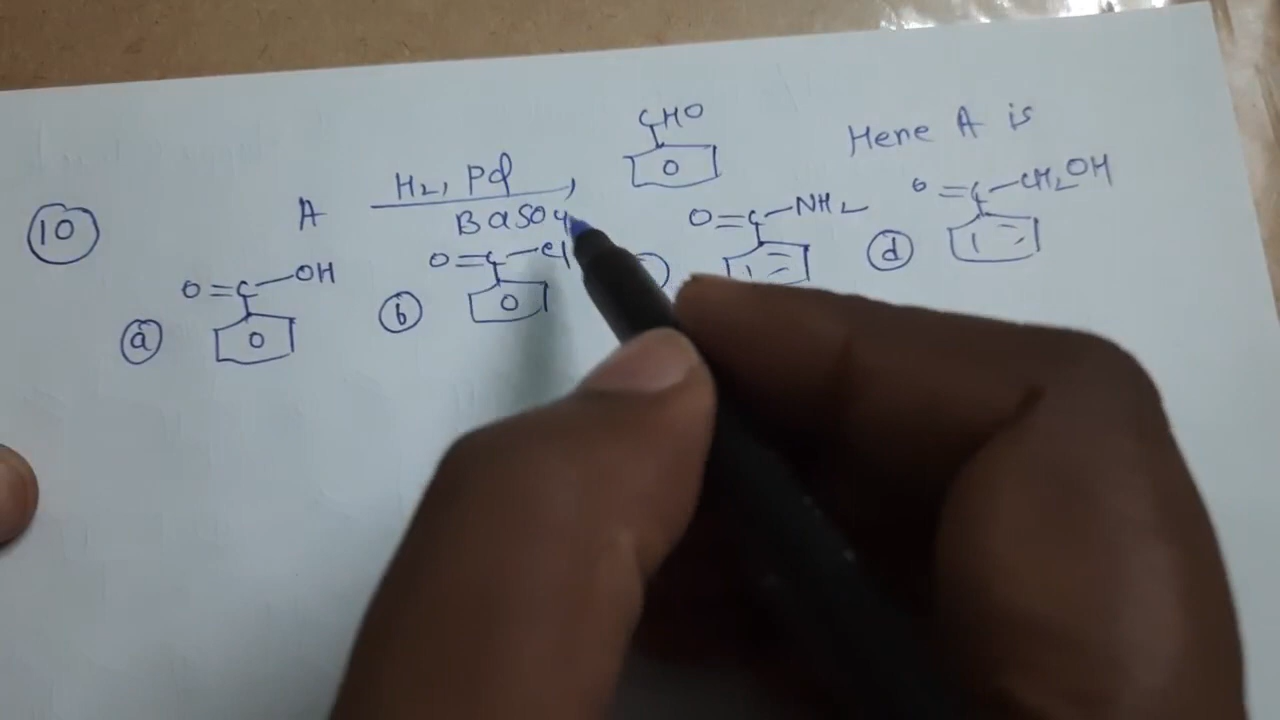 CHO
Here A is
H2, Pd
10 A BaSO4
O=C-OH O=C-Cl O=C-NH2 O=C-CH2OH
a b d